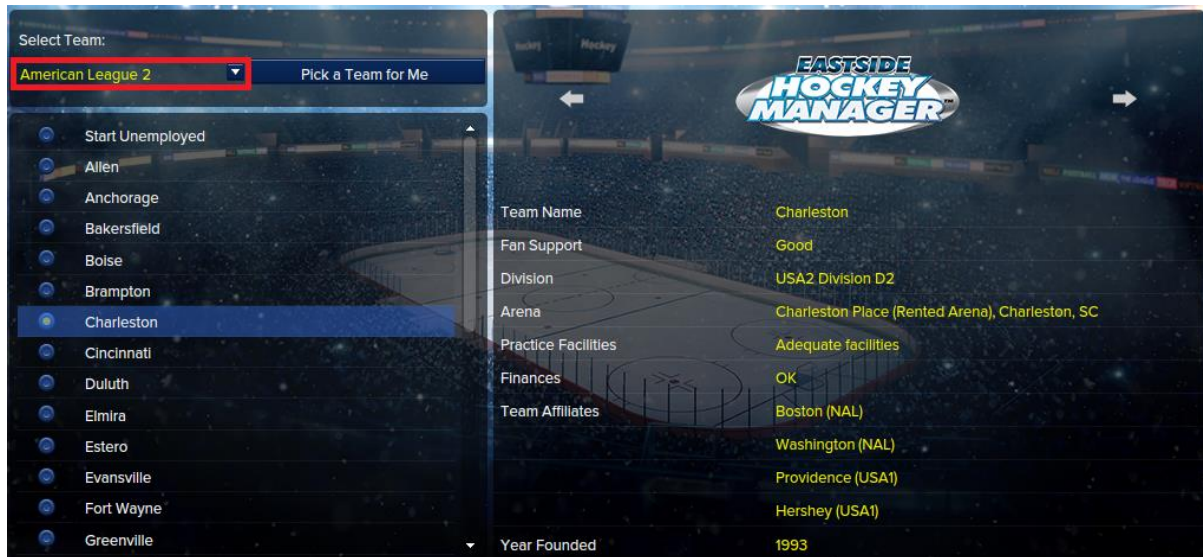 Select Team:
American League 2
Pick a Team for Me
Start Unemployed
Allen
Anchorage
Bakersfield
Boise
Brampton
Charleston
Cincinnati
Duluth
Elmira
Estero
Evansville
Fort Wayne
Greenville
Hockey
EASTSIDE
HOCKEY
MANAGER™
Team Name Charleston
Fan Support Good
Division USA2 Division D2
Arena Charleston Place (Rented Arena), Charleston, SC
Practice Facilities Adequate facilities
Finances OK
Team Affiliates Boston (NAL)
Washington (NAL)
Providence (USA1)
Hershey (USA1)
Year Founded 1993